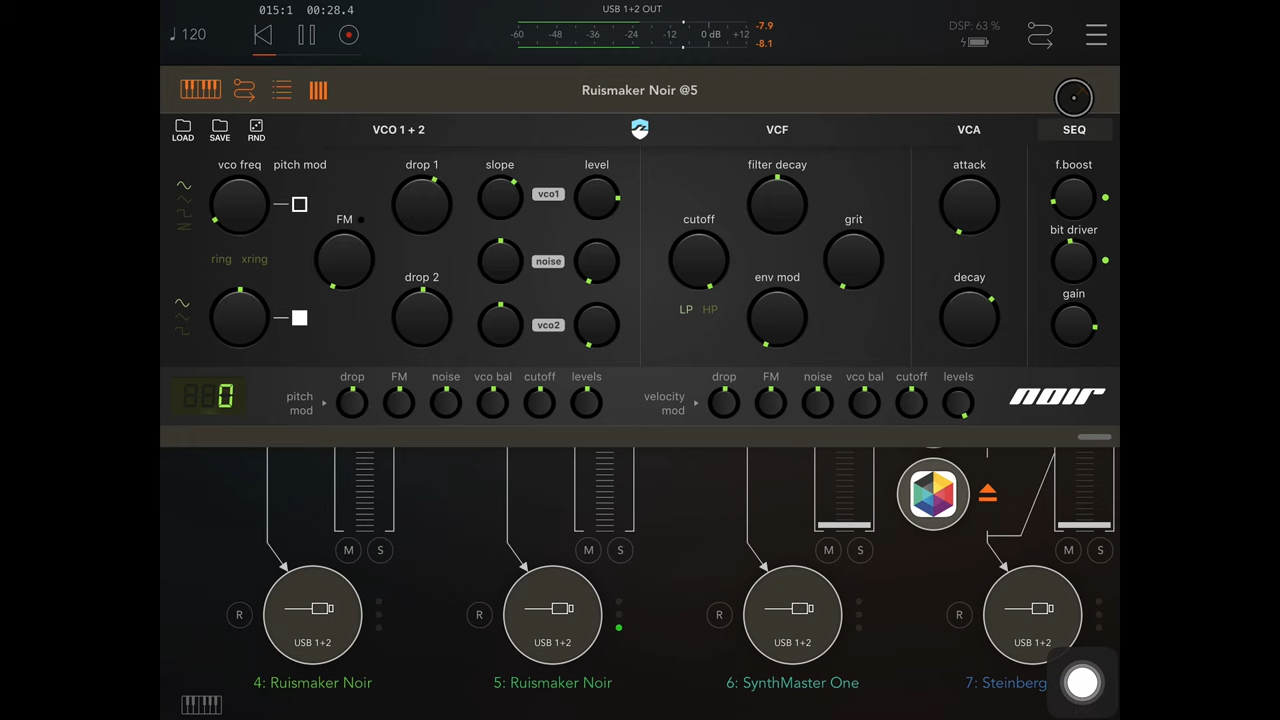 015:1 00:28.4
USB 1+2 OUT
120
-60 -48 -36 -24 -12 0 dB +12
-7.9
-8.1
DSP: 63 %
Ruismaker Noir @5
LOAD SAVE RND
VCO 1 + 2
VCF
VCA
SEQ
vco freq pitch mod drop 1 slope level filter decay attack f.boost
vco1
FM cutoff grit bit driver
ring xring noise
drop 2 env mod decay gain
LP HP
vco2
0
pitch mod drop FM noise vco bal cutoff levels
velocity mod drop FM noise vco bal cutoff levels
noir
M S M S M S M S
R USB 1+2 R USB 1+2 R USB 1+2 R USB 1+2
4: Ruismaker Noir 5: Ruismaker Noir 6: SynthMaster One 7: Steinberg